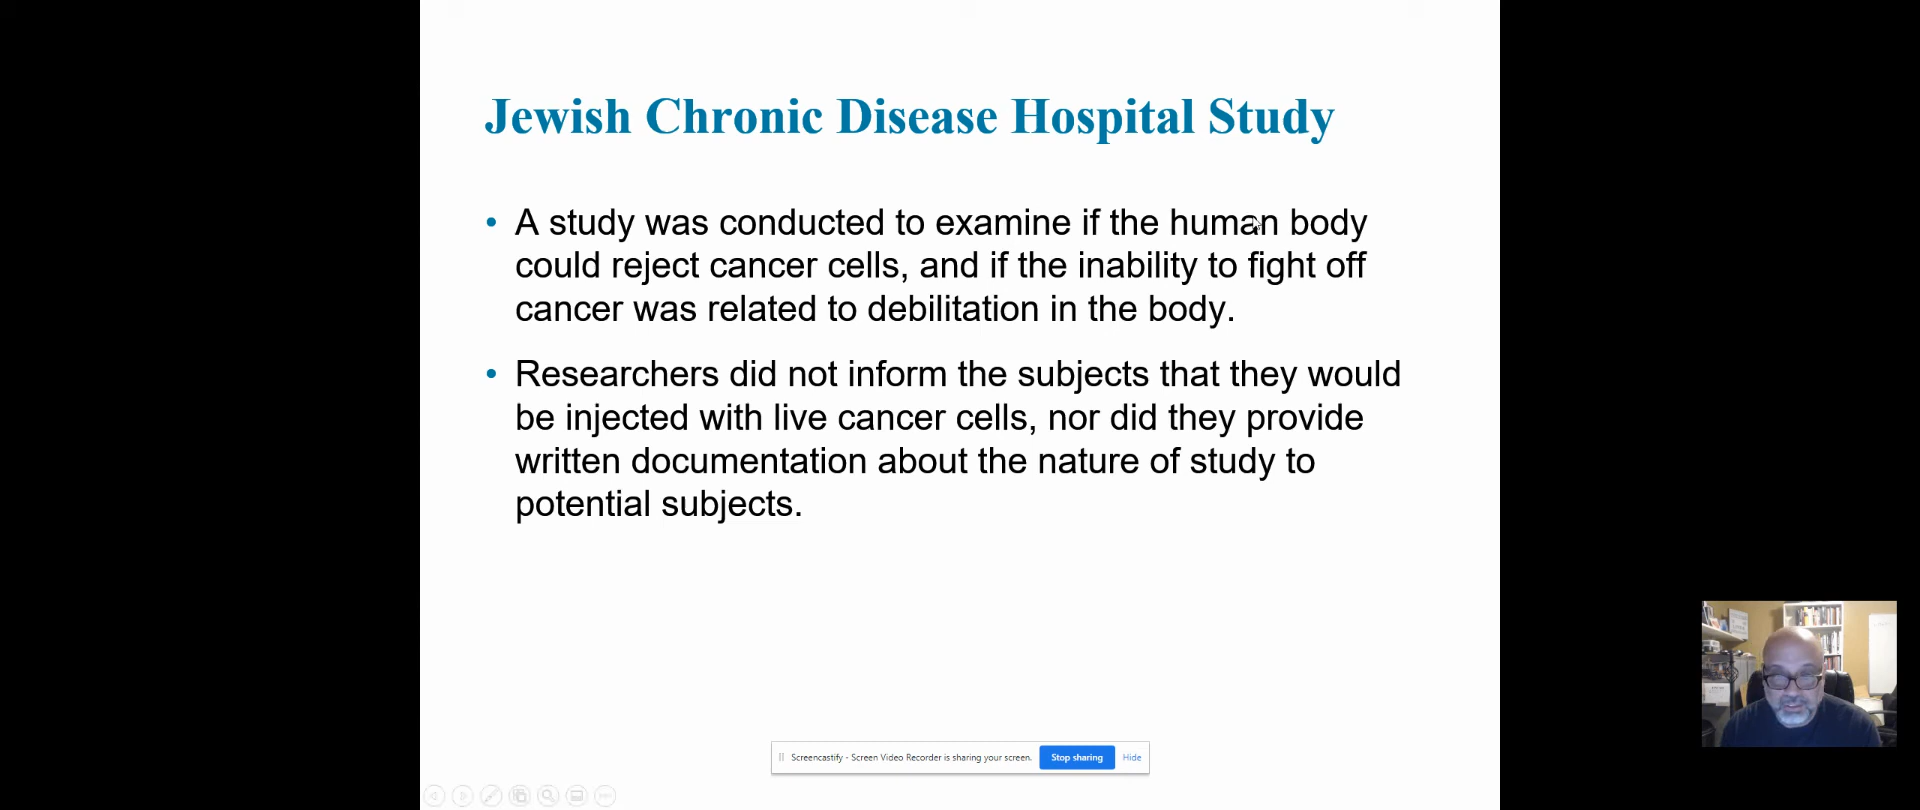 Jewish Chronic Disease Hospital Study
• A study was conducted to examine if the human body
could reject cancer cells, and if the inability to fight off
cancer was related to debilitation in the body.
• Researchers did not inform the subjects that they would
be injected with live cancer cells, nor did they provide
written documentation about the nature of study to
potential subjects.
Screencastify - Screen Video Recorder is sharing your screen. Stop sharing Hide